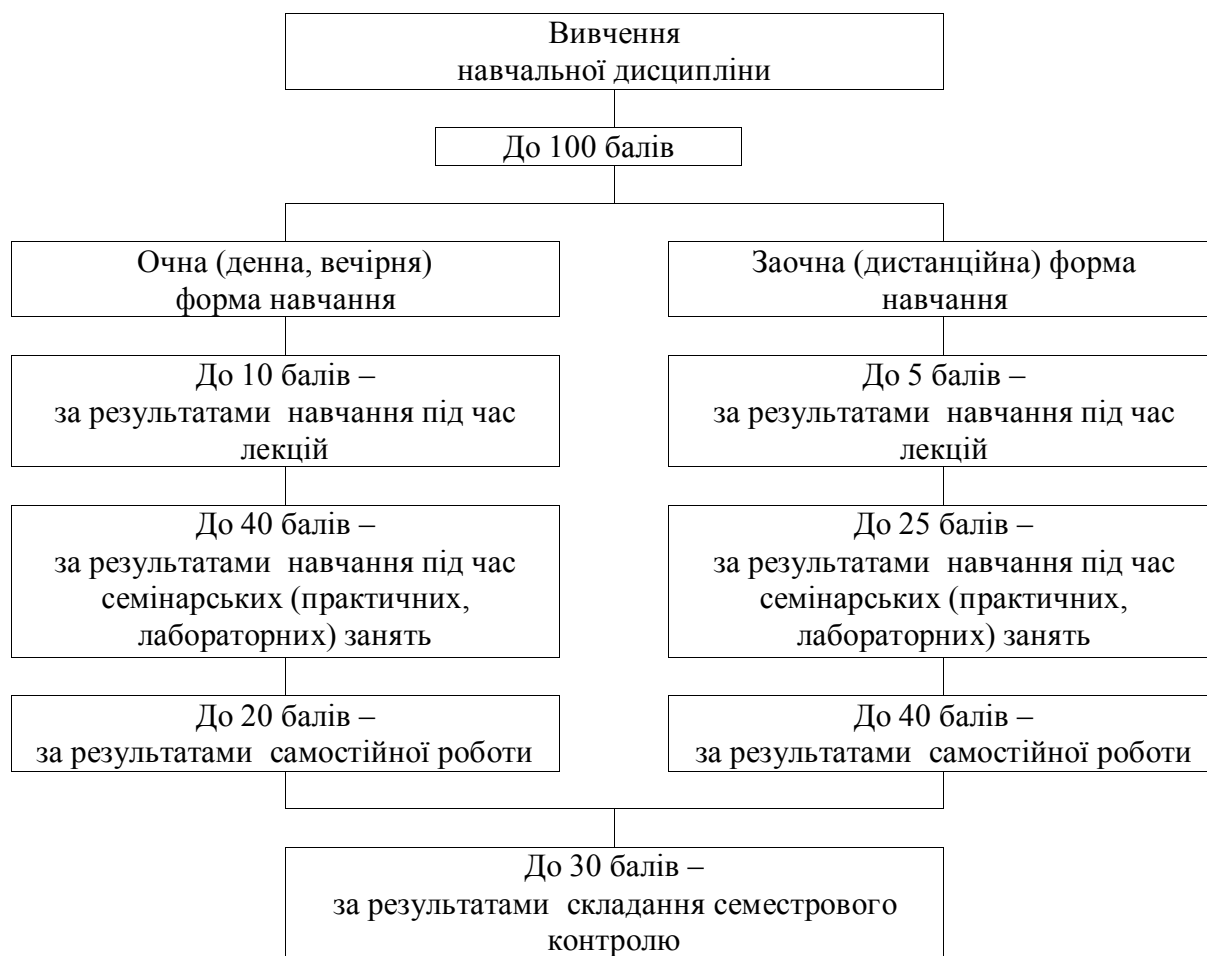 Вивчення
навчальної дисципліни
До 100 балів
Очна (денна, вечірня)
форма навчання
Заочна (дистанційна) форма
навчання
До 10 балів –
за результатами навчання під час
лекцій
До 5 балів –
за результатами навчання під час
лекцій
До 40 балів –
за результатами навчання під час
семінарських (практичних,
лабораторних) занять
До 25 балів –
за результатами навчання під час
семінарських (практичних,
лабораторних) занять
До 20 балів –
за результатами самостійної роботи
До 40 балів –
за результатами самостійної роботи
До 30 балів –
за результатами складання семестрового
контролю